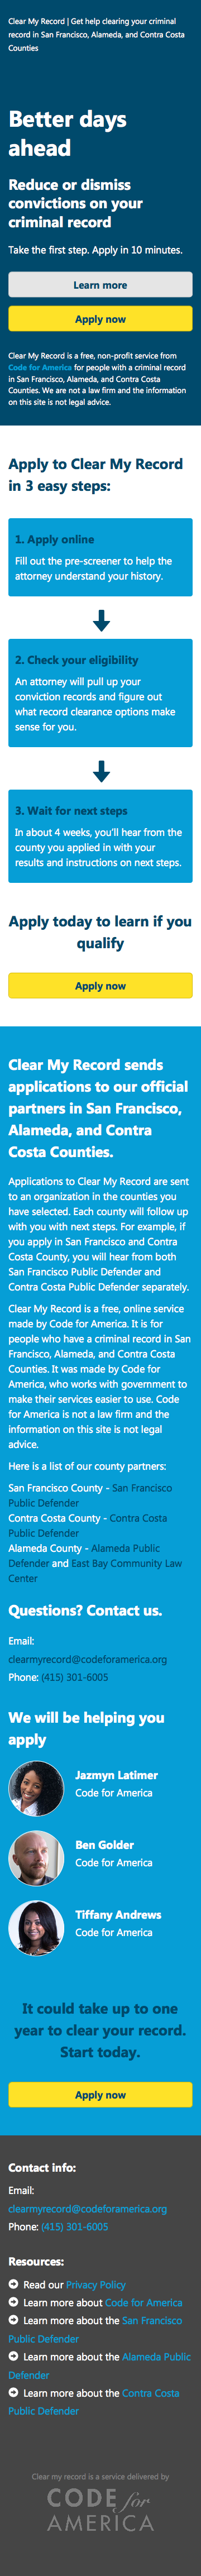 Clear My Record | Get help clearing your criminal
record in San Francisco, Alameda, and Contra Costa
Counties
Better days
ahead
Reduce or dismiss
convictions on your
criminal record
Take the first step. Apply in 10 minutes.
Learn more
Apply now
Clear My Record is a free, non-profit service from
Code for America for people with a criminal record
in San Francisco, Alameda, and Contra Costa
Counties. We are not a law firm and the information
on this site is not legal advice.
Apply to Clear My Record
in 3 easy steps:
1. Apply online
Fill out the pre-screener to help the
attorney understand your history.
2. Check your eligibility
An attorney will pull up your
conviction records and figure out
what record clearance options make
sense for you.
3. Wait for next steps
In about 4 weeks, you'll hear from the
county you applied in with your
results and instructions on next steps.
Apply today to learn if you
qualify
Apply now
Clear My Record sends
applications to our official
partners in San Francisco,
Alameda, and Contra
Costa Counties.
Applications to Clear My Record are sent
to an organization in the counties you
have selected. Each county will follow up
with you with next steps. For example, if
you apply in San Francisco and Contra
Costa County, you will hear from both
San Francisco Public Defender and
Contra Costa Public Defender separately.
Clear My Record is a free, online service
made by Code for America. It is for
people who have a criminal record in San
Francisco, Alameda, and Contra Costa
Counties. It was made by Code for
America, who works with government to
make their services easier to use. Code
for America is not a law firm and the
information on this site is not legal
advice.
Here is a list of our county partners:
San Francisco County - San Francisco
Public Defender
Contra Costa County - Contra Costa
Public Defender
Alameda County - Alameda Public
Defender and East Bay Community Law
Center
Questions? Contact us.
Email:
clearmyrecord@codeforamerica.org
Phone: (415) 301-6005
We will be helping you
apply
Jazmyn Latimer
Code for America
Ben Golder
Code for America
Tiffany Andrews
Code for America
It could take up to one
year to clear your record.
Start today.
Apply now
Contact info:
Email:
clearmyrecord@codeforamerica.org
Phone: (415) 301-6005
Resources:
Read our Privacy Policy
Learn more about Code for America
Learn more about the San Francisco
Public Defender
Learn more about the Alameda Public
Defender
Learn more about the Contra Costa
Public Defender
Clear my record is a service delivered by
CODE for
AMERICA